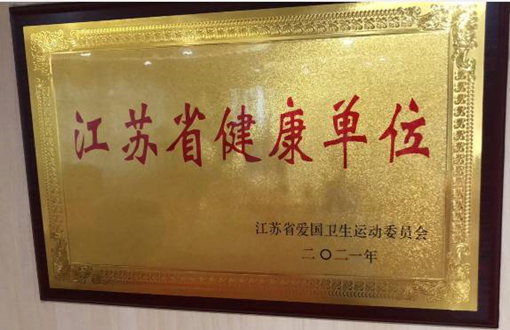 江苏省健康单位
江苏省爱国卫生运动委员会
二〇二一年